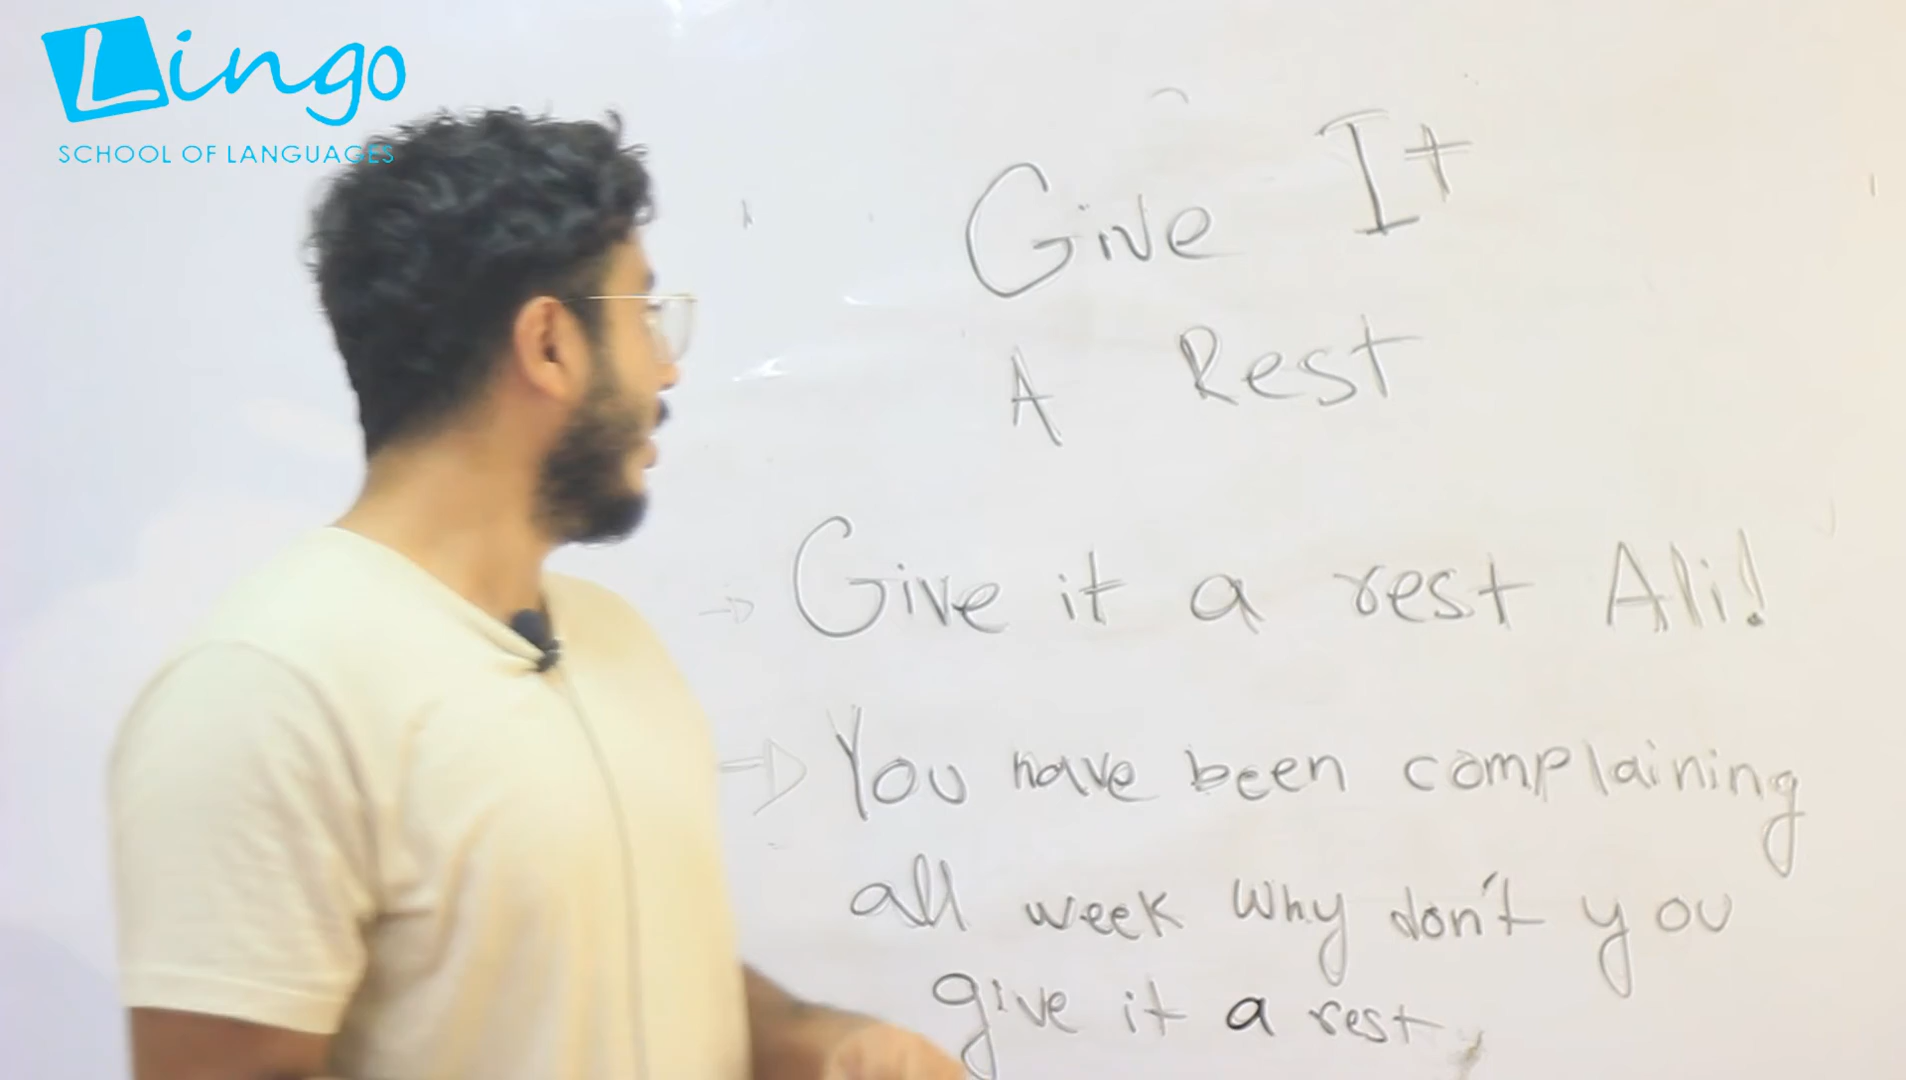 Lingo
SCHOOL OF LANGUAGES
Give It
A Rest
Give it a rest Ali!
You have been complaining
all week why don't you
give it a rest